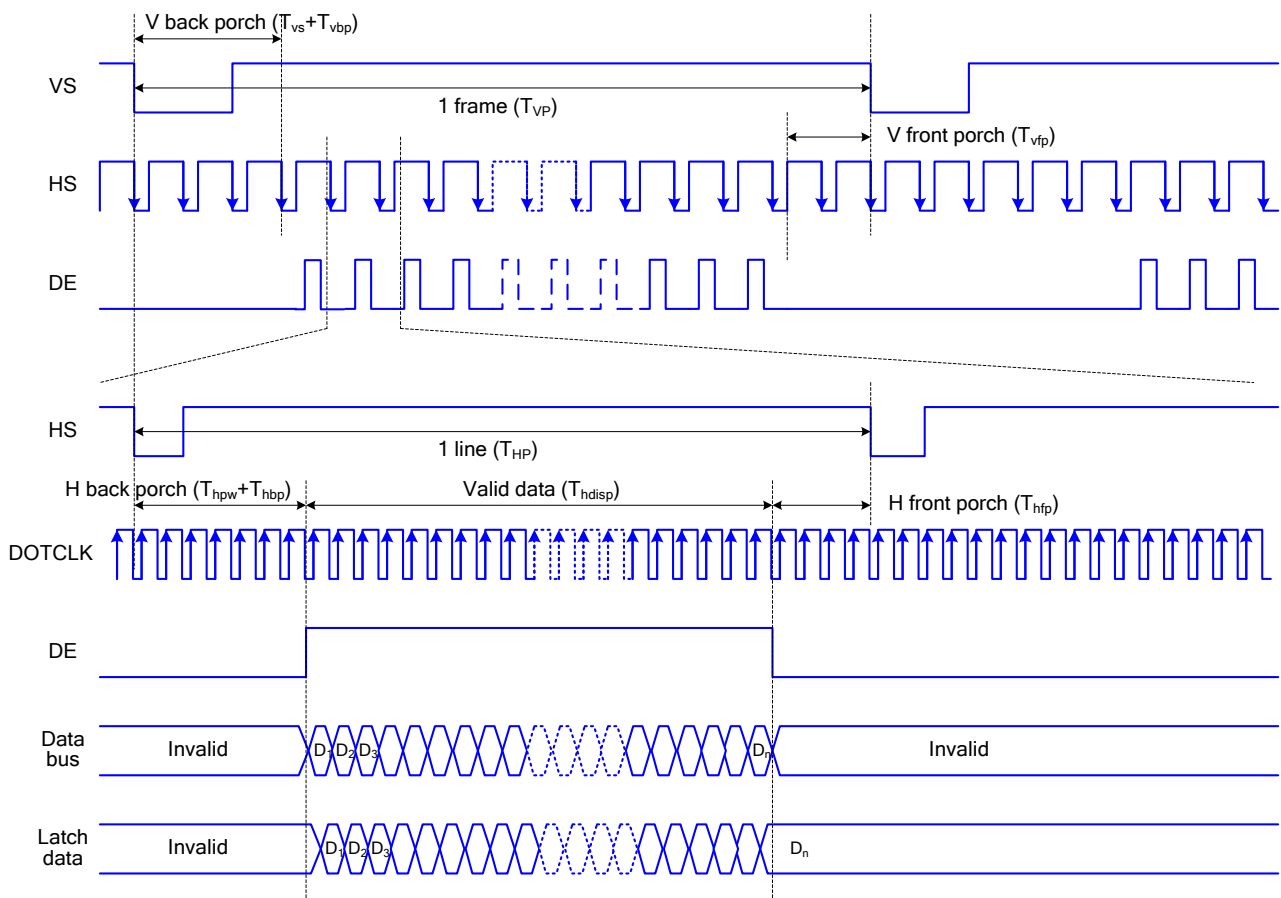 V back porch (Tvs+Tvbp)
VS
1 frame (TVP)
V front porch (Tvfp)
HS
DE
HS
1 line (THP)
H back porch (Thpw+Thbp)
Valid data (Thdisp)
H front porch (Thfp)
DOTCLK
DE
Data
bus
Invalid
D1
D2
D3
Dn
Invalid
Latch
data
Invalid
D1
D2
D3
Dn